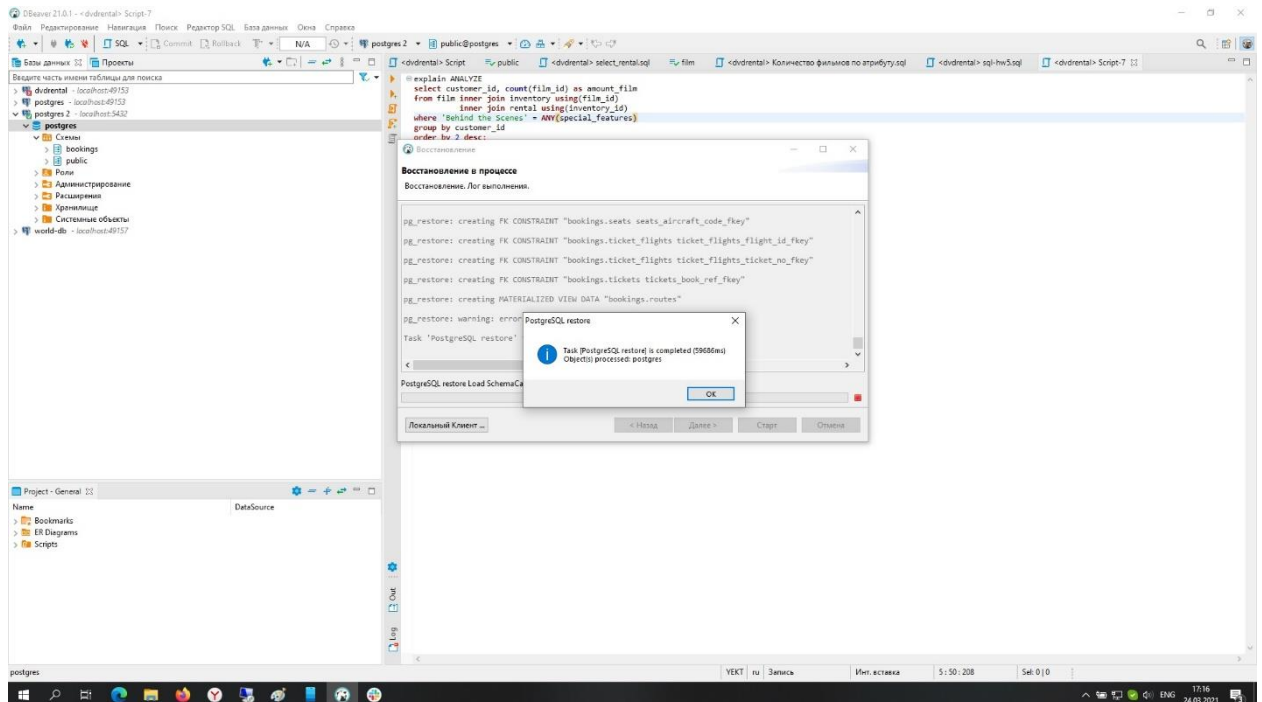 DBeaver 21.0.1 - <dvdrental> Script-7
Файл Редактирование Навигация Поиск Редактор SQL База данных Окна Справка
SQL Commit Rollback N/A postgres 2 public@postgres
Базы данных Проекты
Введите часть имени таблицы для поиска
dvdrental - localhost:49153
postgres - localhost:49153
postgres 2 - localhost:5432
postgres
Схемы
bookings
public
Роли
Администрирование
Расширения
Хранилище
Системные объекты
world-db - localhost:49157
<dvdrental> Script public <dvdrental> select_rental.sql film <dvdrental> Количество фильмов по атрибуту.sql <dvdrental> sql-hw5.sql <dvdrental> Script-7
explain ANALYZE
select customer_id, count(film_id) as amount_film
from film inner join inventory using(film_id)
inner join rental using(inventory_id)
where 'Behind the Scenes' = ANY(special_features)
group by customer_id
order by 2 desc;
Восстановление
Восстановление в процессе
Восстановление. Лог выполнения.
pg_restore: creating FK CONSTRAINT "bookings.seats seats_aircraft_code_fkey"
pg_restore: creating FK CONSTRAINT "bookings.ticket_flights ticket_flights_flight_id_fkey"
pg_restore: creating FK CONSTRAINT "bookings.ticket_flights ticket_flights_ticket_no_fkey"
pg_restore: creating FK CONSTRAINT "bookings.tickets tickets_book_ref_fkey"
pg_restore: creating MATERIALIZED VIEW DATA "bookings.routes"
pg_restore: warning: error
Task 'PostgreSQL restore'
PostgreSQL restore
Task [PostgreSQL restore] is completed (59686ms)
Object(s) processed: postgres
OK
PostgreSQL restore Load SchemaCa
Локальный Клиент ...
< Назад Далее > Старт Отмена
Project - General
Name DataSource
Bookmarks
ER Diagrams
Scripts
Out
Log
postgres
YEKT ru Запись Инт. вставка 5 : 50 : 208 Sel: 0 | 0
ENG 17:16
24.03.2021